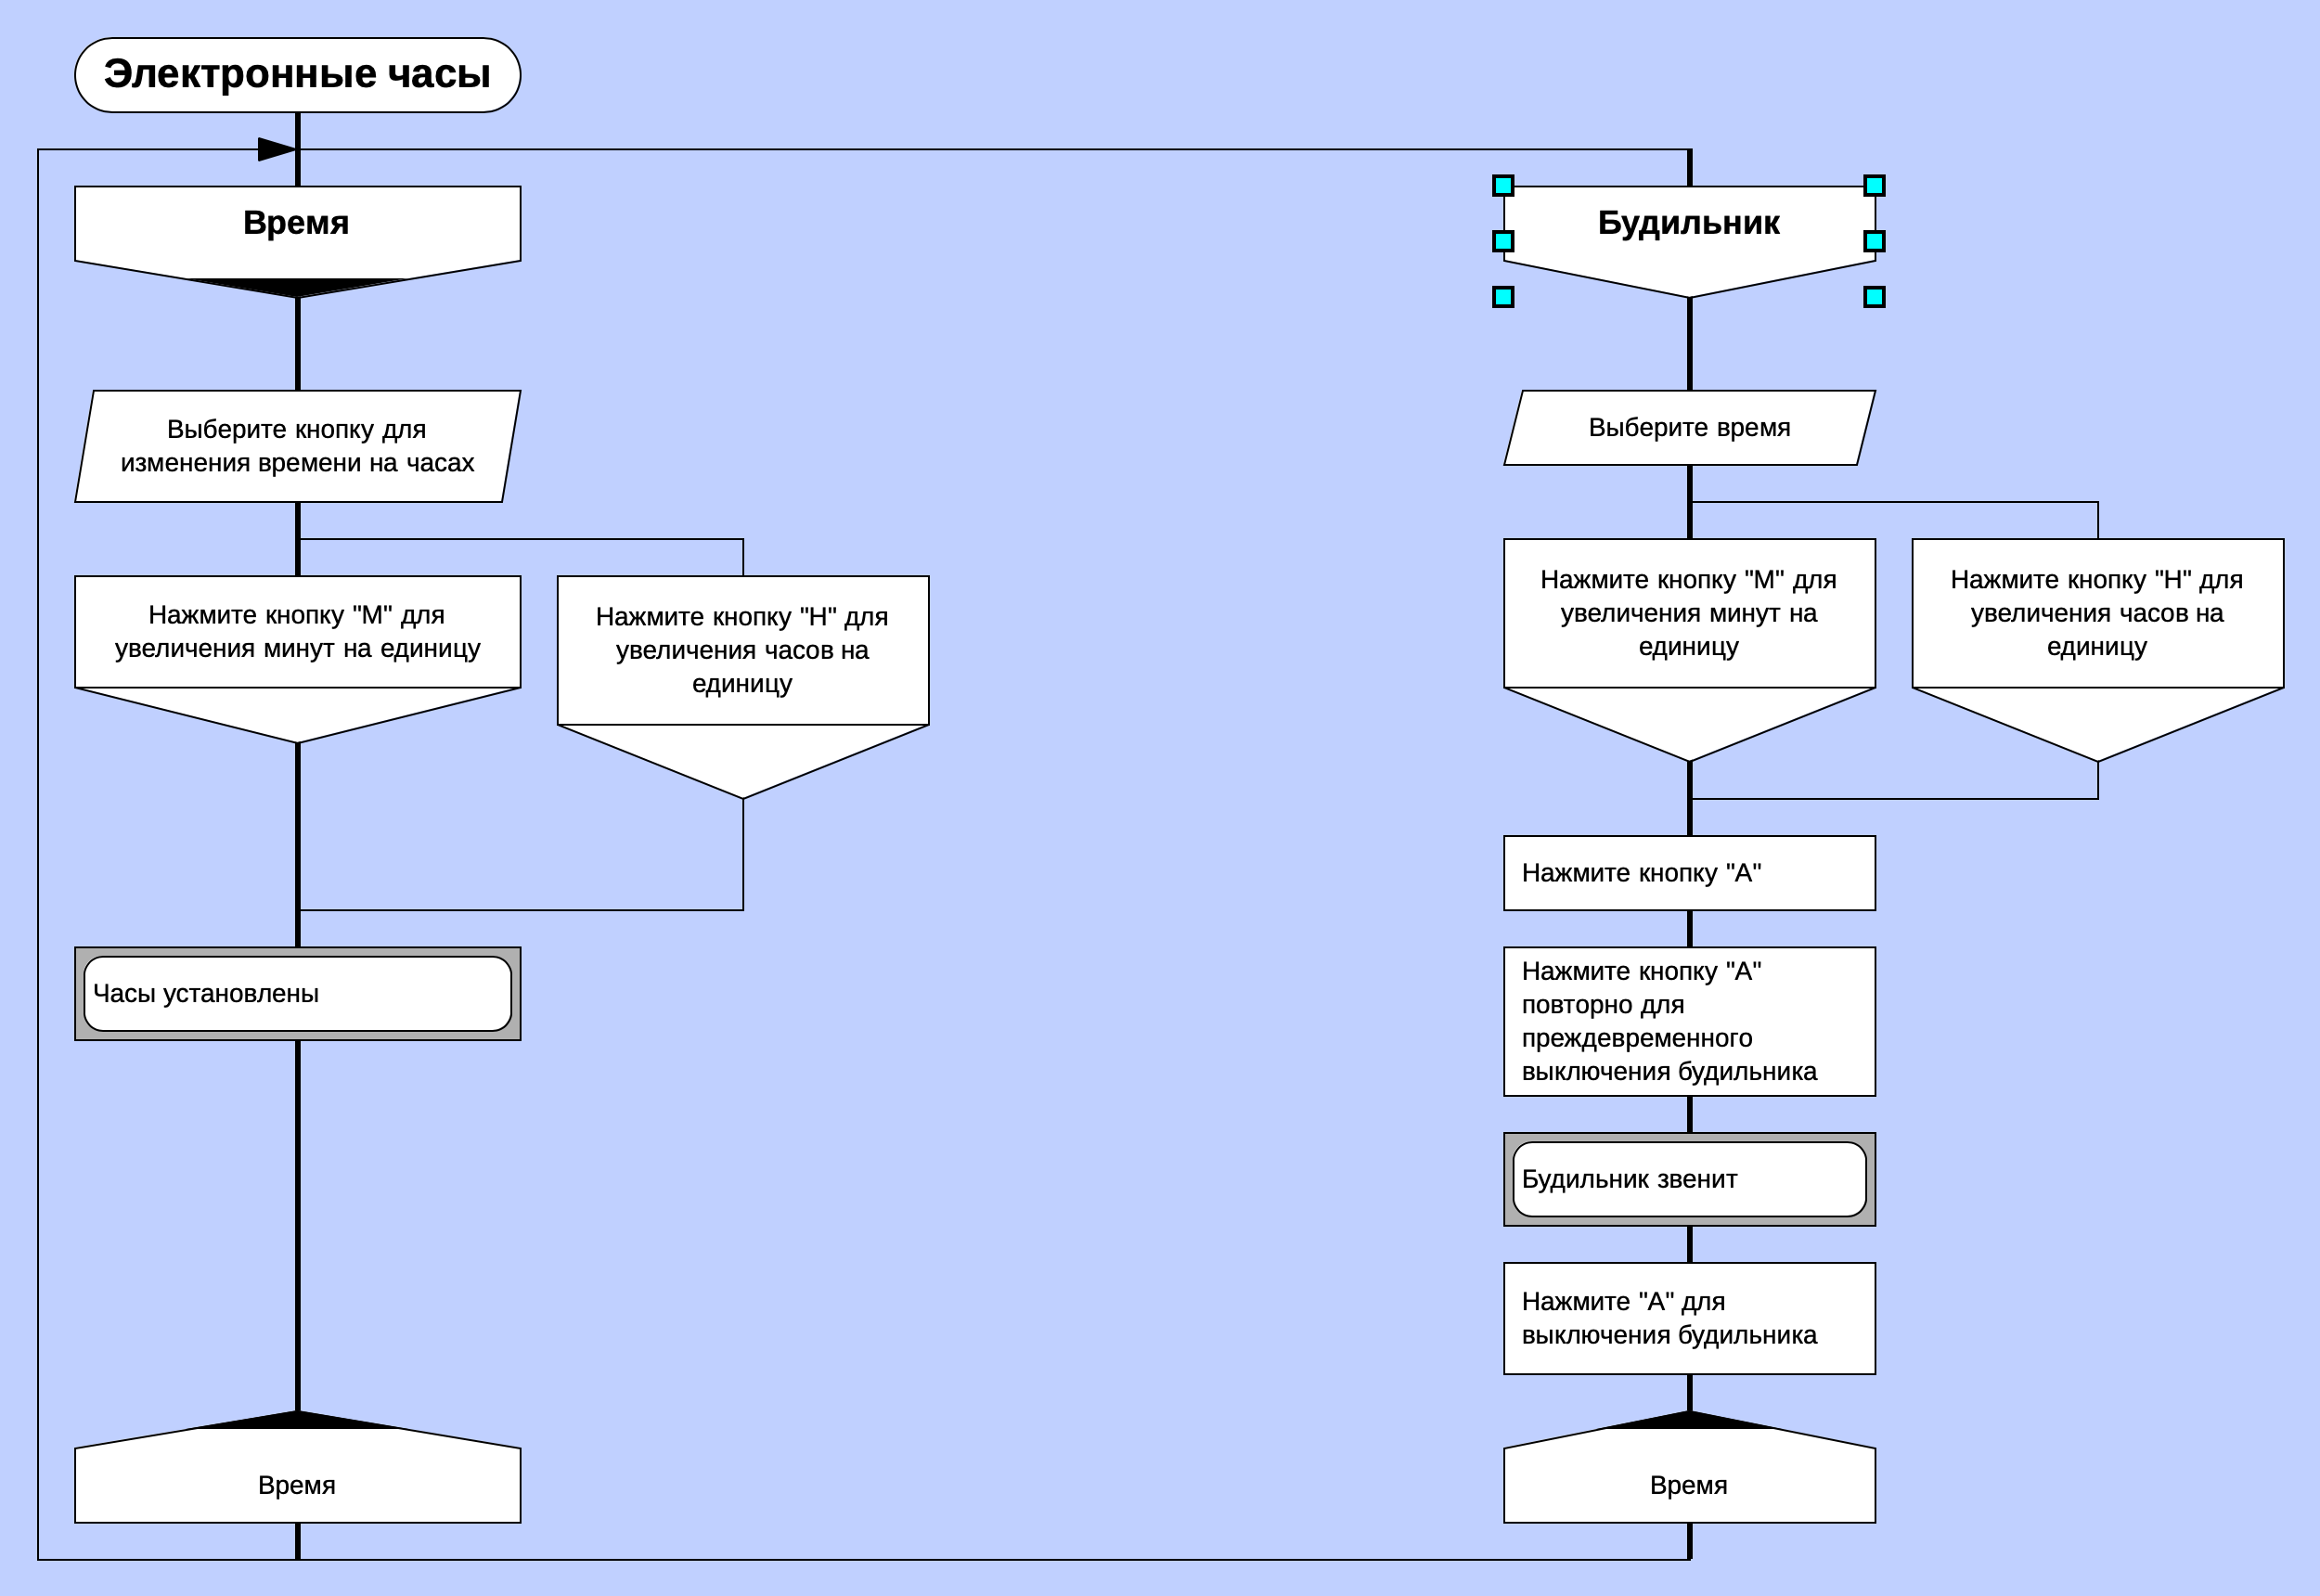 Электронные часы
Время
Выберите кнопку для
изменения времени на часах
Нажмите кнопку "М" для
увеличения минут на единицу
Нажмите кнопку "Н" для
увеличения часов на
единицу
Часы установлены
Время
Будильник
Выберите время
Нажмите кнопку "М" для
увеличения минут на
единицу
Нажмите кнопку "Н" для
увеличения часов на
единицу
Нажмите кнопку "А"
Нажмите кнопку "А"
повторно для
преждевременного
выключения будильника
Будильник звенит
Нажмите "А" для
выключения будильника
Время